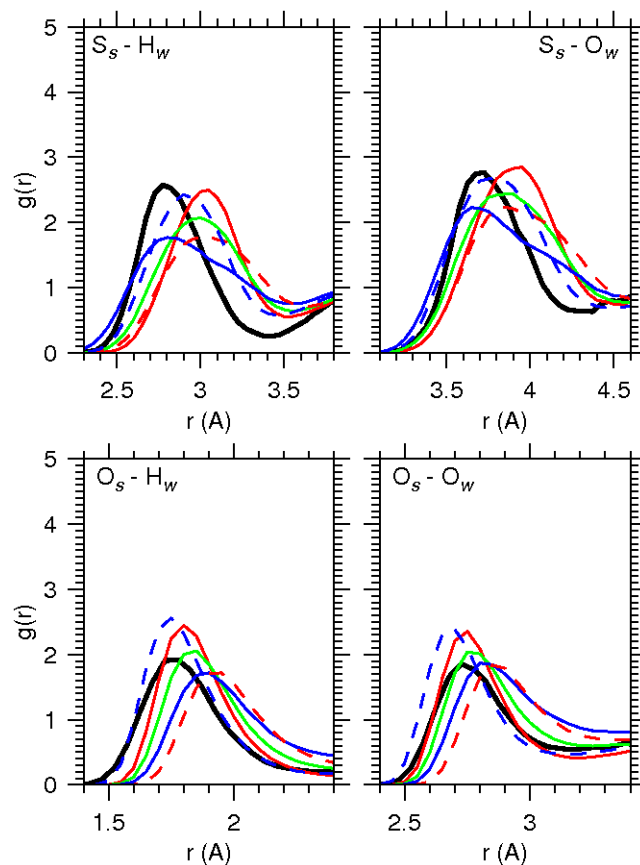 S_s - H_w
S_s - O_w
5
4
3
2
1
0
g(r)
2.5 3 3.5
3.5 4 4.5
r (A)
r (A)
O_s - H_w
O_s - O_w
5
4
3
2
1
0
g(r)
1.5 2
2.5 3
r (A)
r (A)